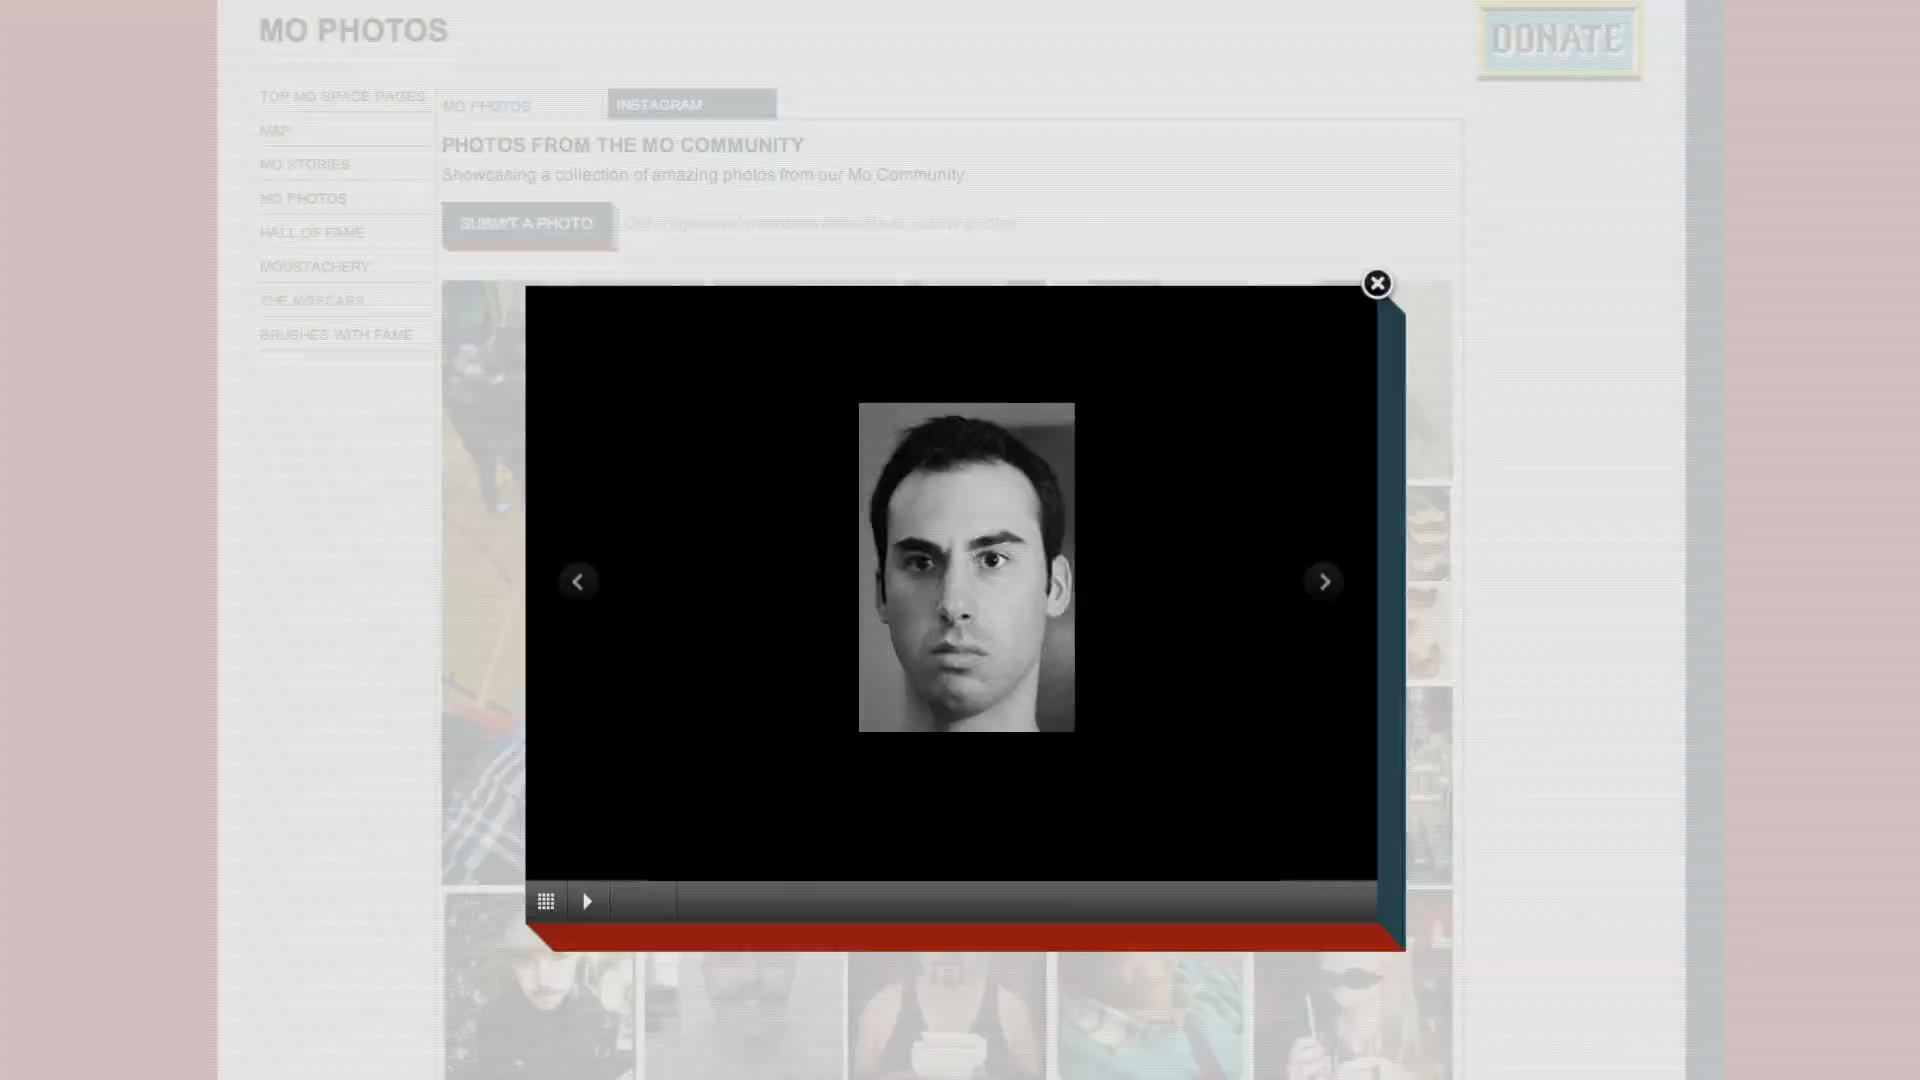 MO PHOTOS
DONATE
TOP MO SPACE PAGES
MAP
MO STORIES
MO PHOTOS
HALL OF FAME
MOUSTACHERY
THE MOSCARS
BRUSHES WITH FAME
MO PHOTOS
INSTAGRAM
PHOTOS FROM THE MO COMMUNITY
Showcasing a collection of amazing photos from our Mo Community.
SUBMIT A PHOTO